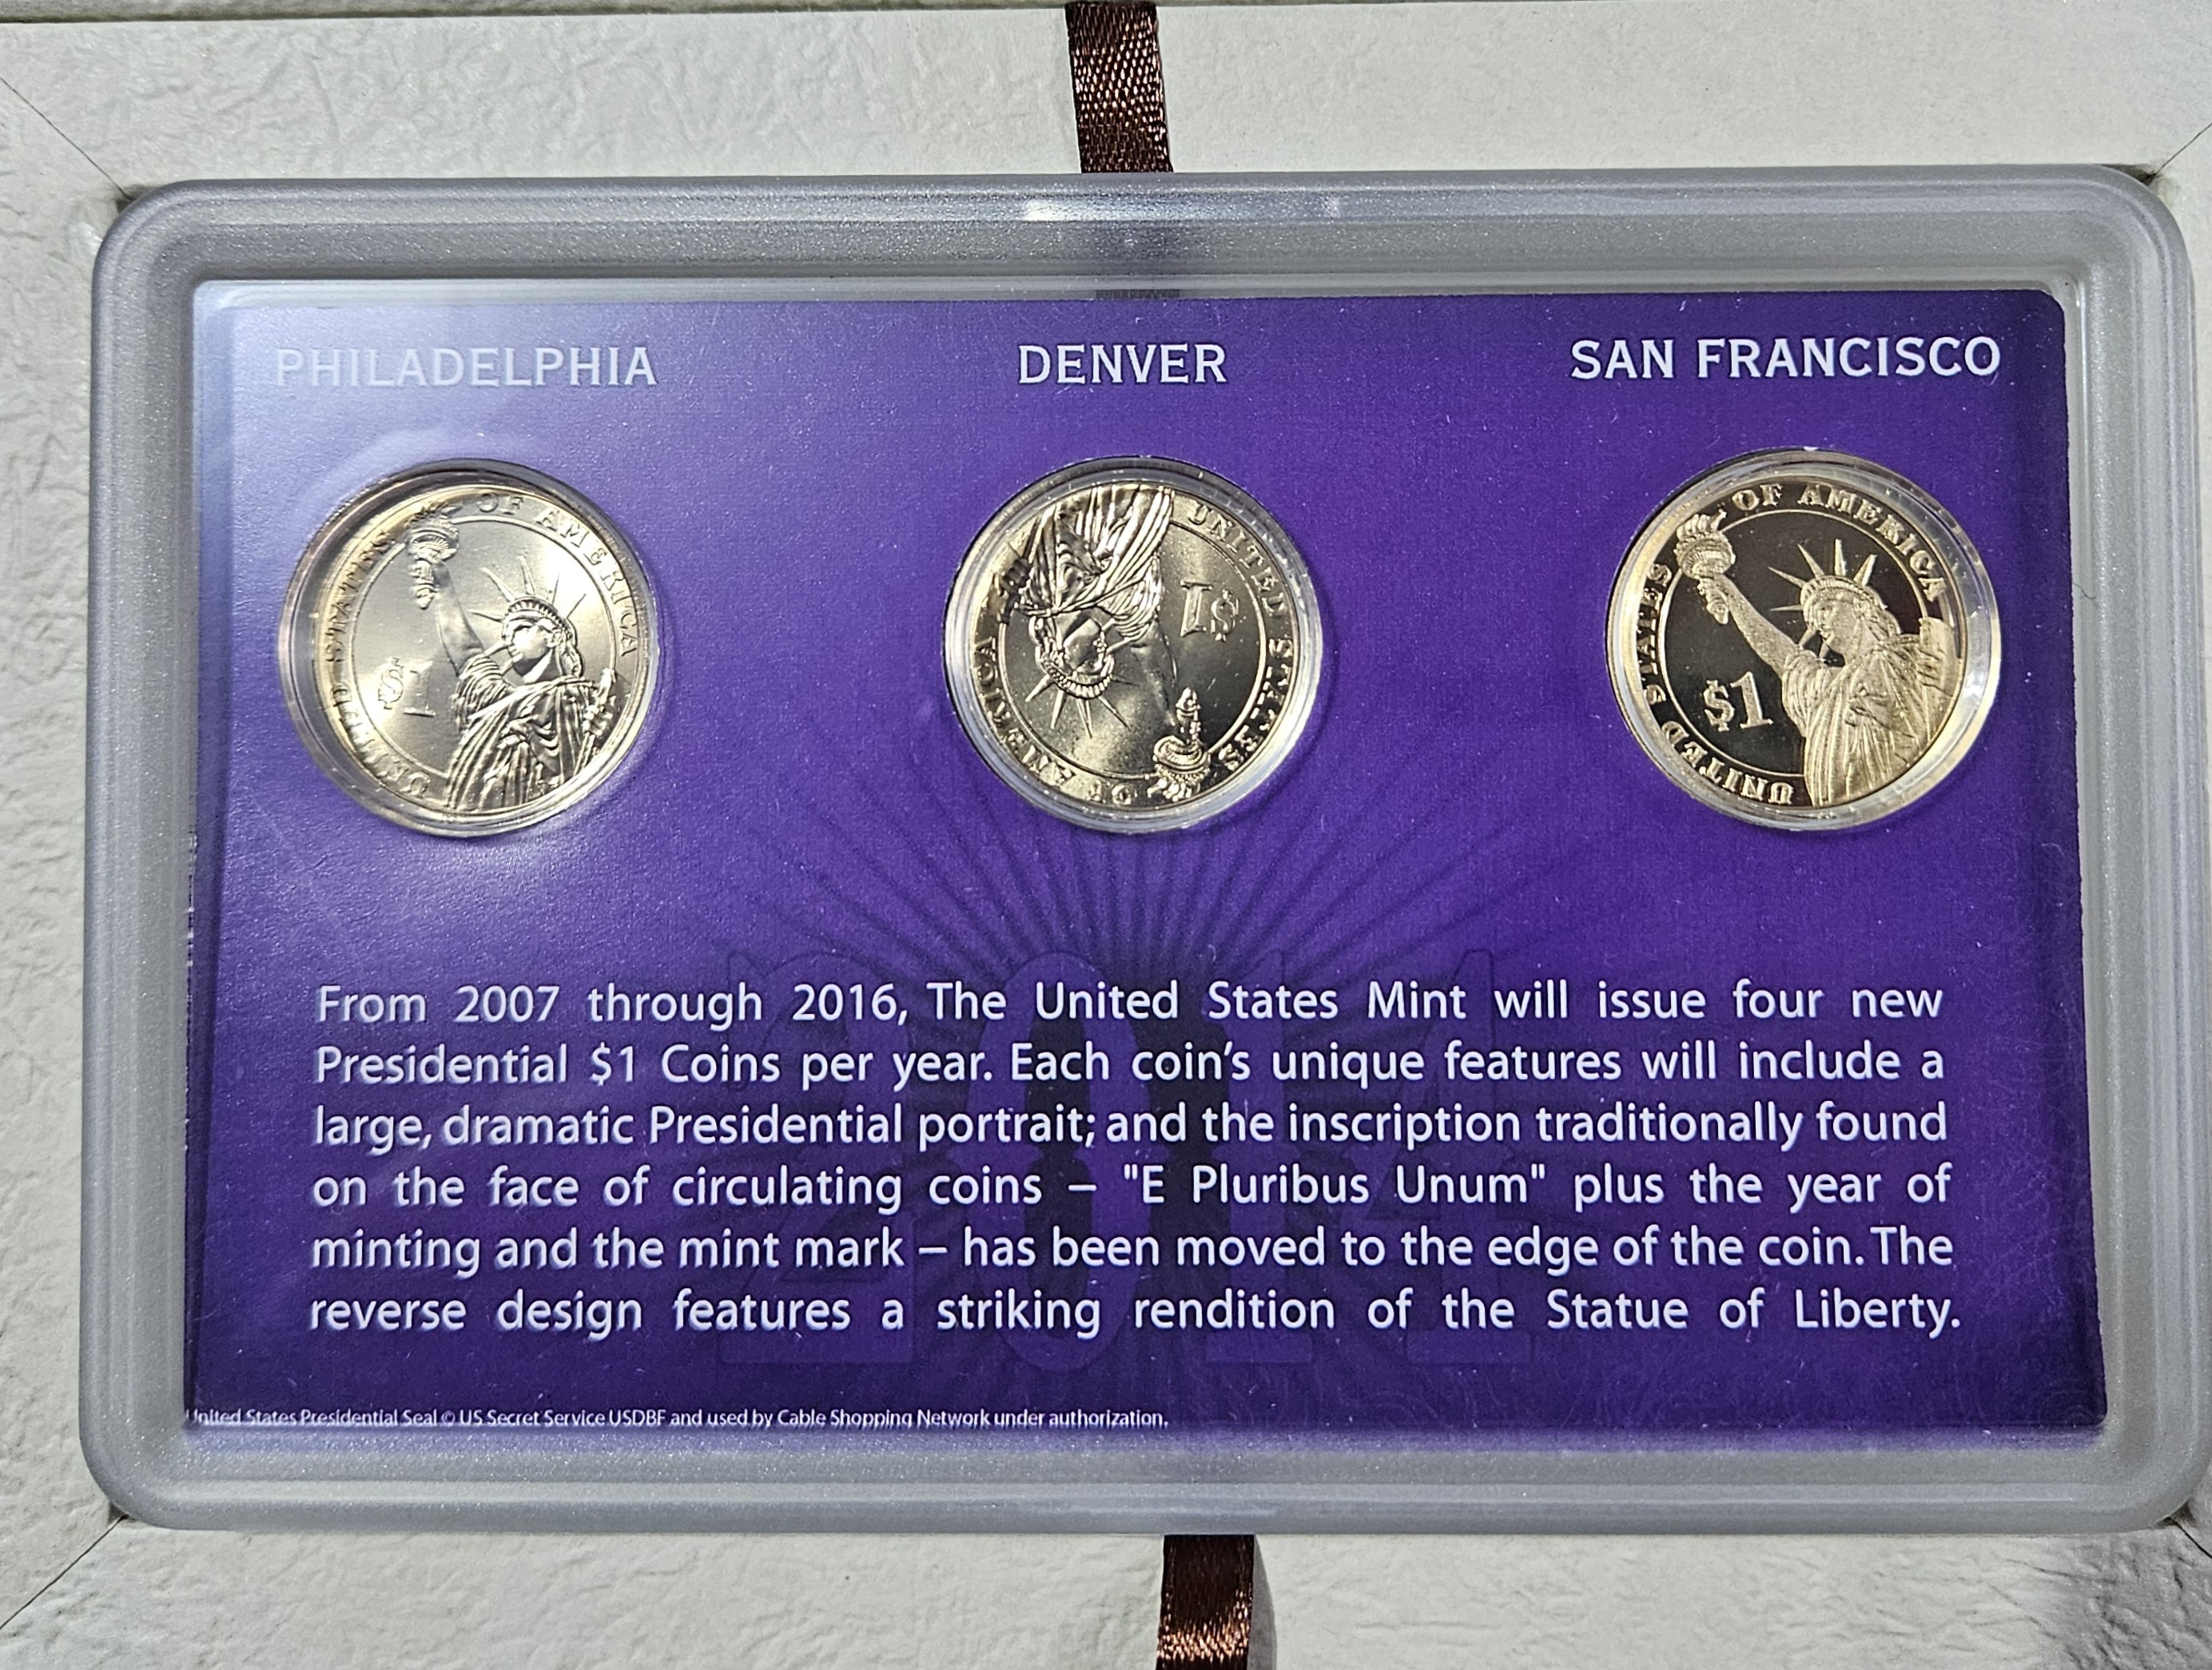 PHILADELPHIA
DENVER
SAN FRANCISCO
UNITED STATES OF AMERICA
$1
UNITED STATES OF AMERICA
$1
UNITED STATES OF AMERICA
$1
2014
From 2007 through 2016, The United States Mint will issue four new
Presidential $1 Coins per year. Each coin's unique features will include a
large, dramatic Presidential portrait; and the inscription traditionally found
on the face of circulating coins – "E Pluribus Unum" plus the year of
minting and the mint mark – has been moved to the edge of the coin. The
reverse design features a striking rendition of the Statue of Liberty.
United States Presidential Seal © US Secret Service USDBF and used by Cable Shopping Network under authorization.